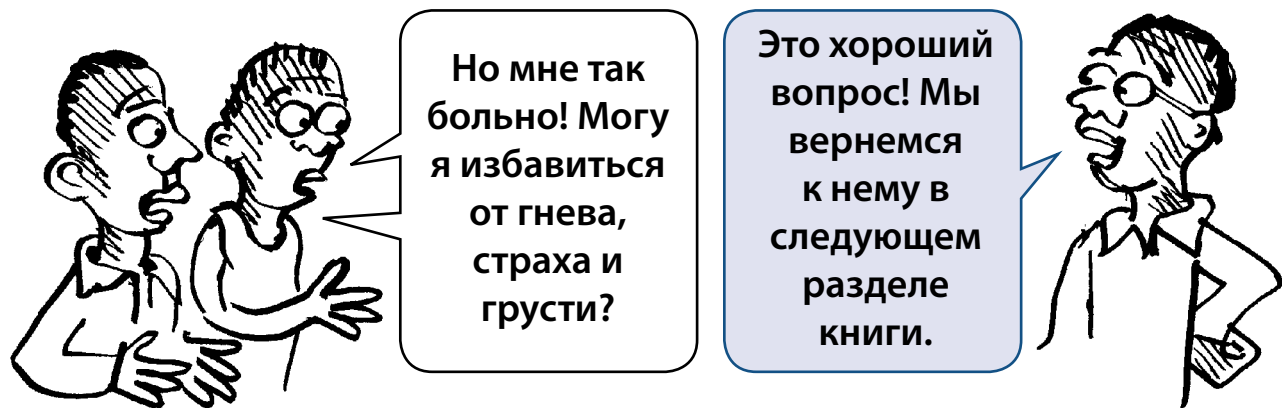 Но мне так
больно! Могу
я избавиться
от гнева,
страха и
грусти?
Это хороший
вопрос! Мы
вернемся
к нему в
следующем
разделе
книги.